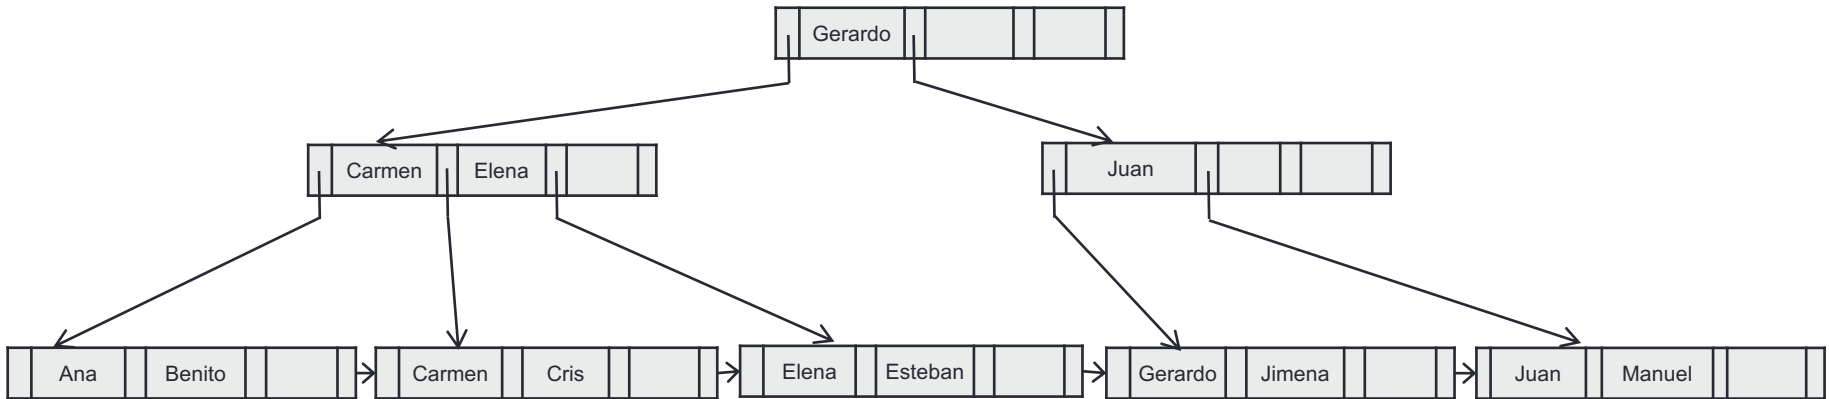 Gerardo
Carmen Elena
Juan
Ana Benito
Carmen Cris
Elena Esteban
Gerardo Jimena
Juan Manuel